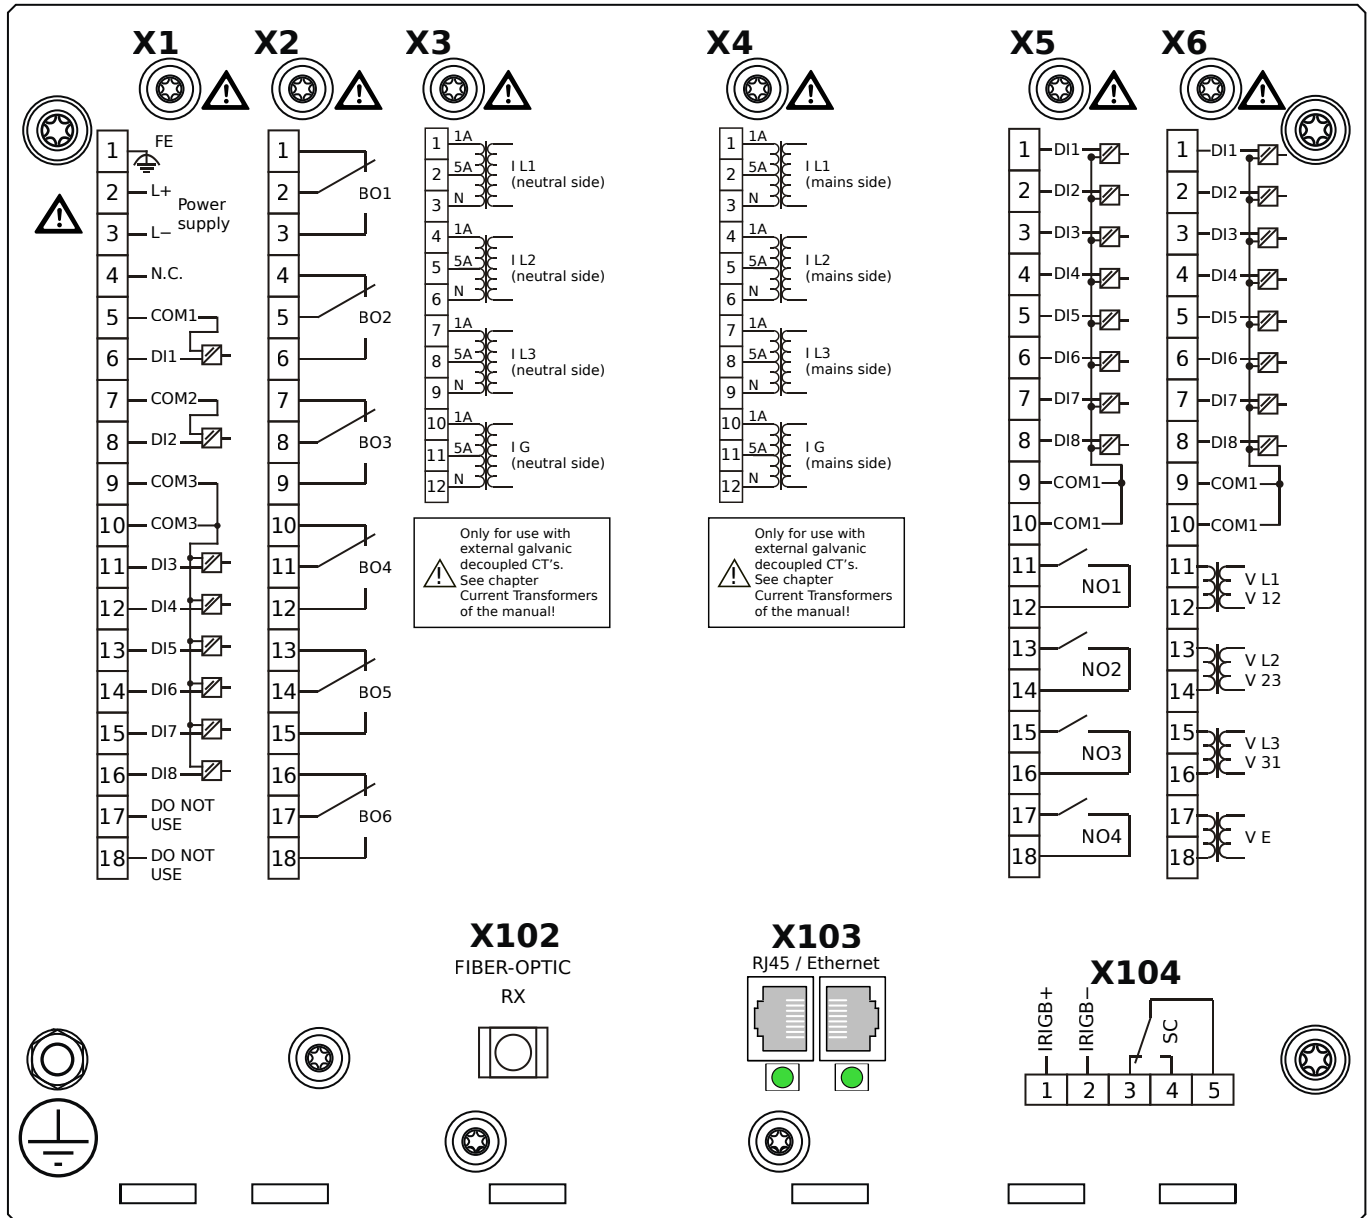 X1
X2
X3
X4
X5
X6
1 FE
2 L+
Power
supply
3 L−
4 N.C.
5 COM1
6 DI1
7 COM2
8 DI2
9 COM3
10 COM3
11 DI3
12 DI4
13 DI5
14 DI6
15 DI7
16 DI8
17 DO NOT
USE
18 DO NOT
USE
1
2 BO1
3
4
5 BO2
6
7
8 BO3
9
10
11 BO4
12
13
14 BO5
15
16
17 BO6
18
1 1A
2 5A I L1
(neutral side)
3 N
4 1A
5 5A I L2
(neutral side)
6 N
7 1A
8 5A I L3
(neutral side)
9 N
10 1A
11 5A I G
(neutral side)
12 N
Only for use with
external galvanic
decoupled CT's.
See chapter
Current Transformers
of the manual!
1 1A
2 5A I L1
(mains side)
3 N
4 1A
5 5A I L2
(mains side)
6 N
7 1A
8 5A I L3
(mains side)
9 N
10 1A
11 5A I G
(mains side)
12 N
Only for use with
external galvanic
decoupled CT's.
See chapter
Current Transformers
of the manual!
1 DI1
2 DI2
3 DI3
4 DI4
5 DI5
6 DI6
7 DI7
8 DI8
9 COM1
10 COM1
11
NO1
12
13
NO2
14
15
NO3
16
17
NO4
18
1 DI1
2 DI2
3 DI3
4 DI4
5 DI5
6 DI6
7 DI7
8 DI8
9 COM1
10 COM1
11 V L1
12 V 12
13 V L2
14 V 23
15 V L3
16 V 31
17 V E
18
X102
FIBER-OPTIC
RX
X103
RJ45 / Ethernet
X104
IRIGB+
IRIGB−
SC
1 2 3 4 5